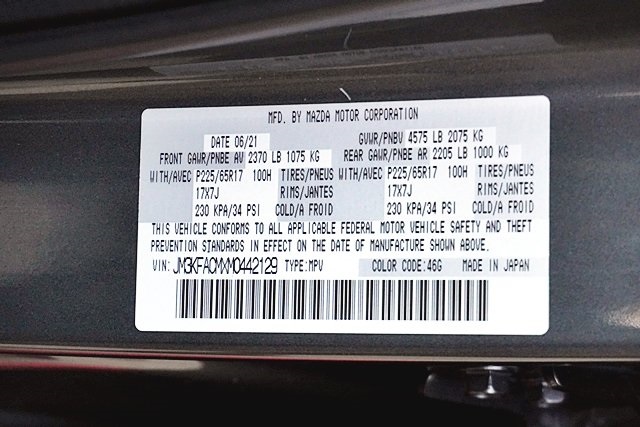 MFD. BY MAZDA MOTOR CORPORATION
DATE 06/21 GVWR/PNBV 4575 LB 2075 KG
FRONT GAWR/PNBE AV 2370 LB 1075 KG REAR GAWR/PNBE AR 2205 LB 1000 KG
WITH/AVEC P225/65R17 100H TIRES/PNEUS WITH/AVEC P225/65R17 100H TIRES/PNEUS
17X7J RIMS/JANTES 17X7J RIMS/JANTES
230 KPA/34 PSI COLD/A FROID 230 KPA/34 PSI COLD/A FROID
THIS VEHICLE CONFORMS TO ALL APPLICABLE FEDERAL MOTOR VEHICLE SAFETY AND THEFT
PREVENTION STANDARDS IN EFFECT ON THE DATE OF MANUFACTURE SHOWN ABOVE.
VIN: JM3KFACMXM0442129 TYPE:MPV COLOR CODE:46G MADE IN JAPAN